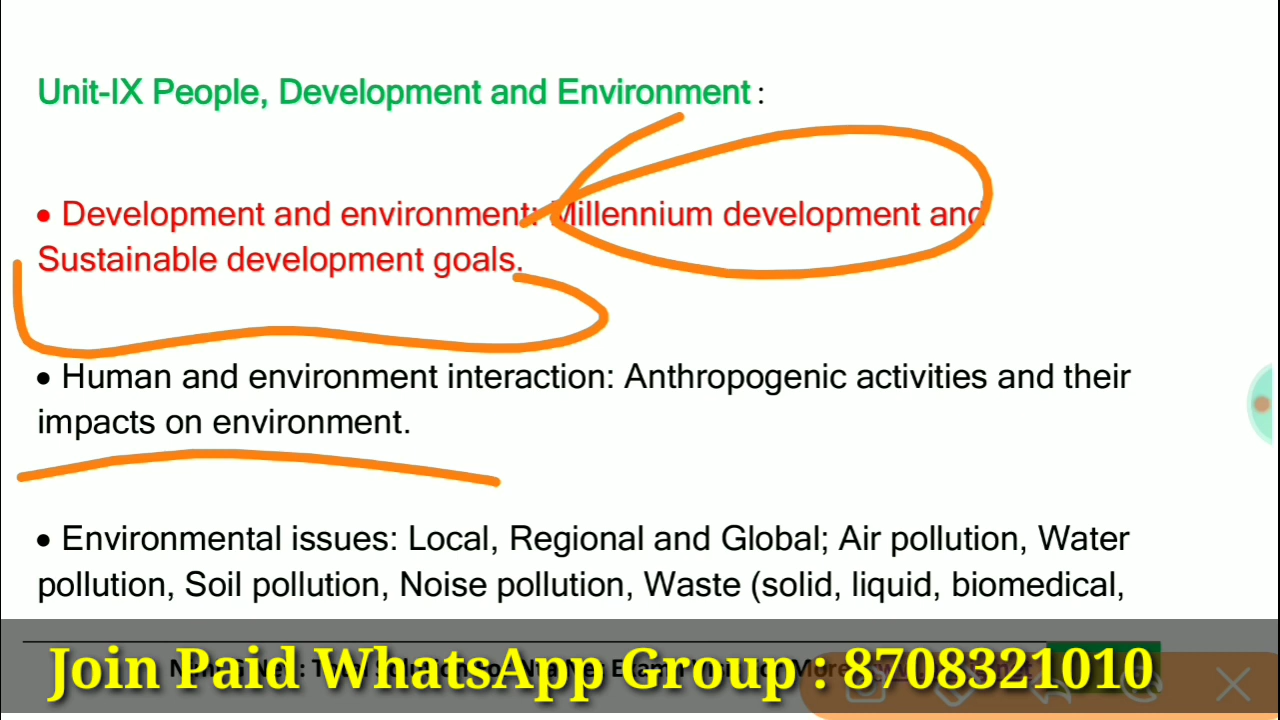 Unit-IX People, Development and Environment :
• Development and environment: Millennium development and
Sustainable development goals.
• Human and environment interaction: Anthropogenic activities and their
impacts on environment.
• Environmental issues: Local, Regional and Global; Air pollution, Water
pollution, Soil pollution, Noise pollution, Waste (solid, liquid, biomedical,
Join Paid WhatsApp Group : 8708321010